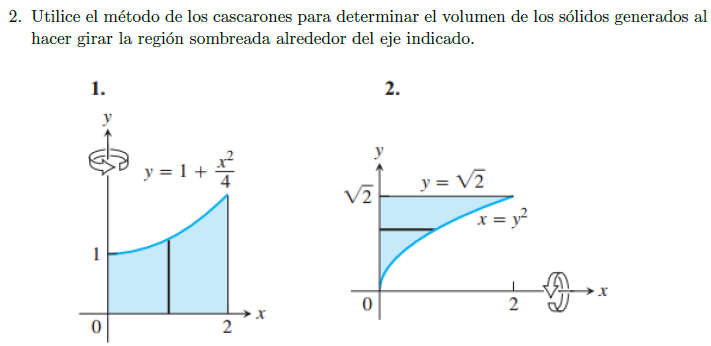 2. Utilice el método de los cascarones para determinar el volumen de los sólidos generados al
hacer girar la región sombreada alrededor del eje indicado.
1.
y
y = 1 + x²/4
1
0
2
x
2.
y
√2
y = √2
x = y²
0
2
x